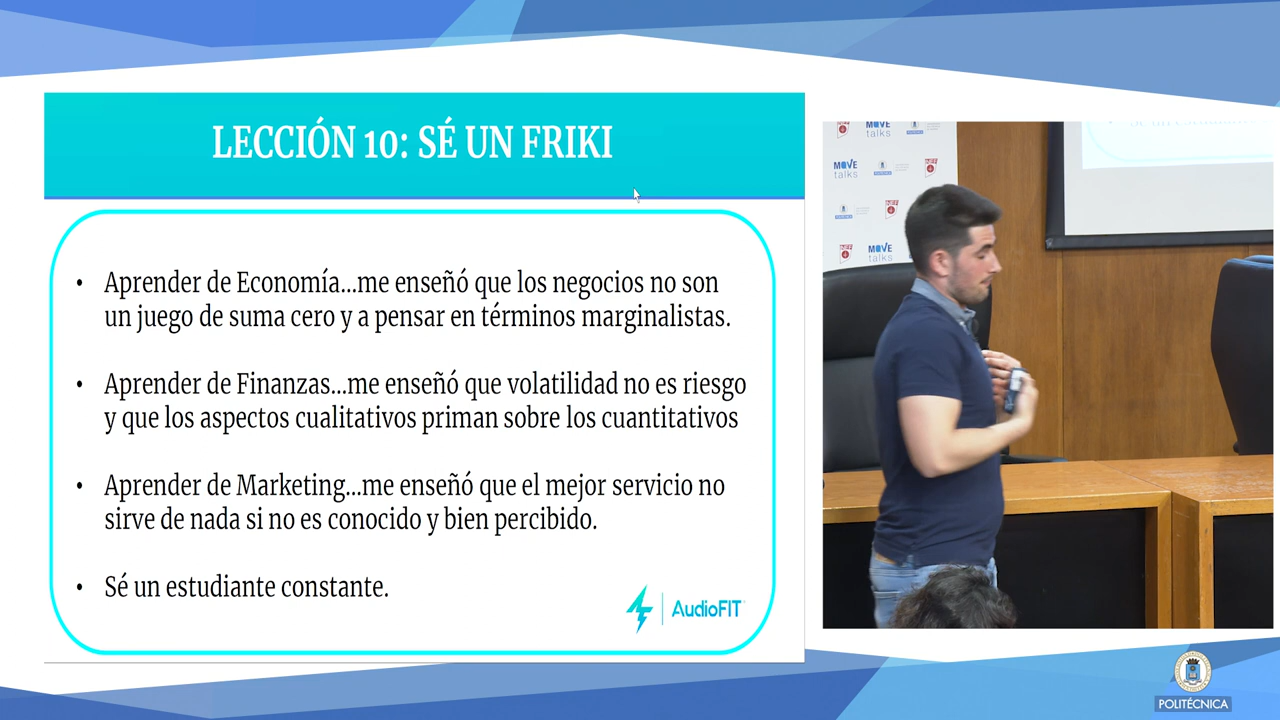 LECCIÓN 10: SÉ UN FRIKI
• Aprender de Economía...me enseñó que los negocios no son
un juego de suma cero y a pensar en términos marginalistas.
• Aprender de Finanzas...me enseñó que volatilidad no es riesgo
y que los aspectos cualitativos priman sobre los cuantitativos
• Aprender de Marketing...me enseñó que el mejor servicio no
sirve de nada si no es conocido y bien percibido.
• Sé un estudiante constante.
AudioFIT
MOVE
talks
MOVE
talks
MOVE
talks
POLITÉCNICA